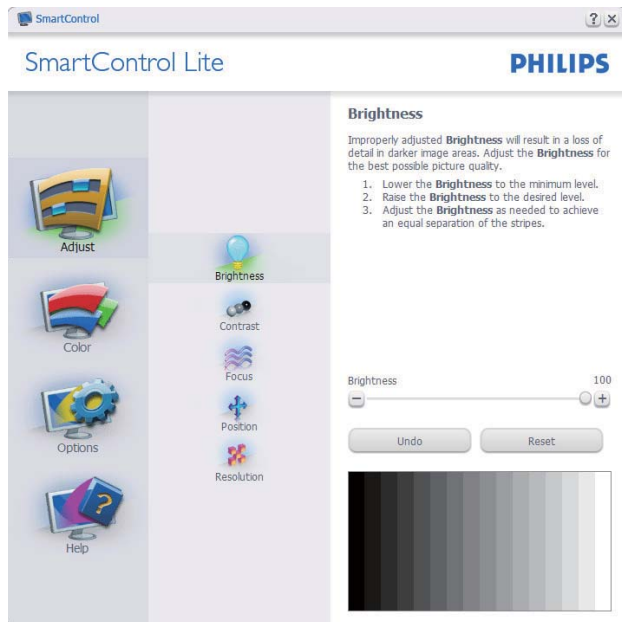 SmartControl
? ×
SmartControl Lite
PHILIPS
Adjust
Color
Options
?
Help
Brightness
Contrast
Focus
Position
Resolution
Brightness
Improperly adjusted Brightness will result in a loss of
detail in darker image areas. Adjust the Brightness for
the best possible picture quality.
1. Lower the Brightness to the minimum level.
2. Raise the Brightness to the desired level.
3. Adjust the Brightness as needed to achieve
an equal separation of the stripes.
Brightness 100
Undo Reset